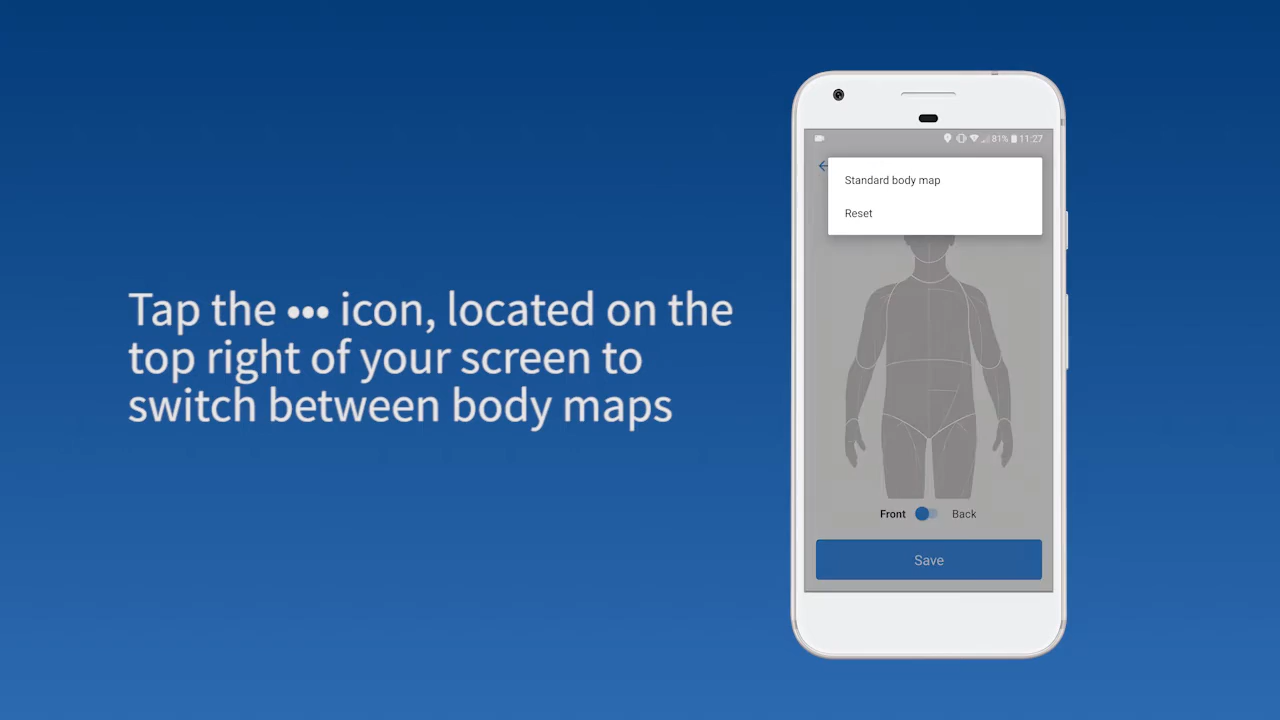 Tap the ••• icon, located on the
top right of your screen to
switch between body maps
81% 11:27
Standard body map
Reset
Front Back
Save